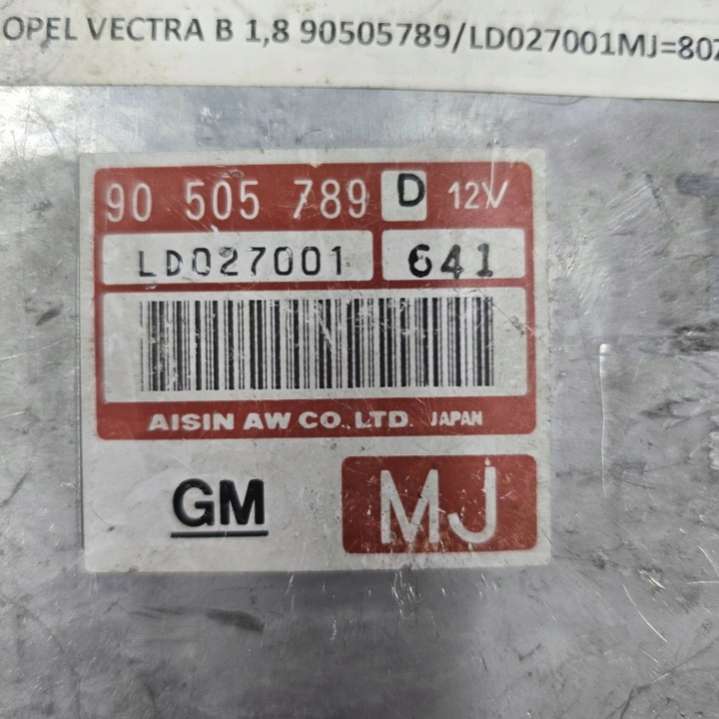 OPEL VECTRA B 1,8 90505789/LD027001MJ=807
90 505 789 D 12V
LD027001 641
AISIN AW CO.,LTD. JAPAN
GM MJ